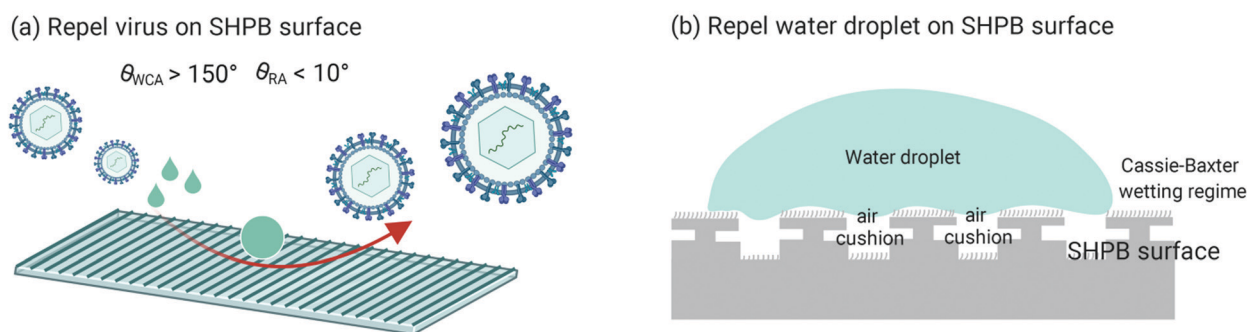 (a) Repel virus on SHPB surface
θWCA > 150° θRA < 10°
(b) Repel water droplet on SHPB surface
Water droplet
Cassie-Baxter
wetting regime
air
cushion
air
cushion
SHPB surface